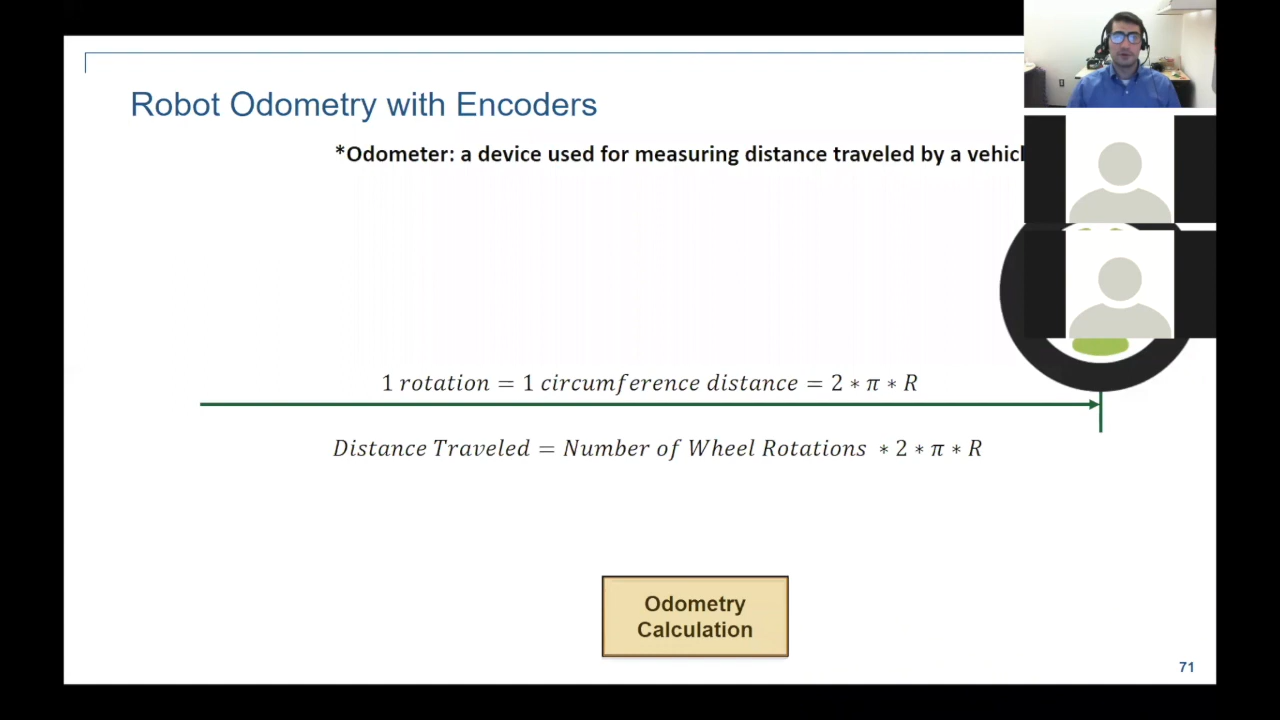 Robot Odometry with Encoders
*Odometer: a device used for measuring distance traveled by a
1 rotation = 1 circumference distance = 2 ∗ π ∗ R
Distance Traveled = Number of Wheel Rotations ∗ 2 ∗ π ∗ R
Odometry
Calculation
71